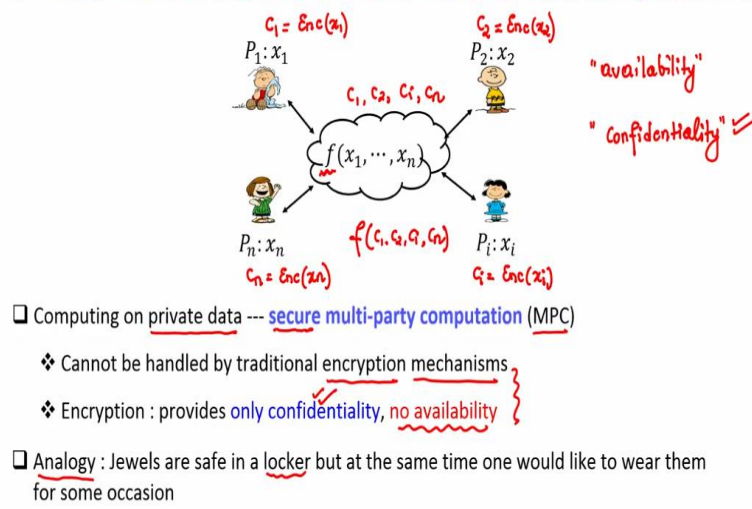 C₁ = Enc(x₁)
C₂ = Enc(x₂)
P₁: x₁
P₂: x₂
"availability"
C₁, C₂, Cᵢ, Cₙ
"Confidentiality"
f(x₁, ⋯ , xₙ)
Pₙ: xₙ
f(C₁, C₂, Cᵢ, Cₙ)
Pᵢ: xᵢ
Cₙ = Enc(xₙ)
Cᵢ = Enc(xᵢ)
❑ Computing on private data --- secure multi-party computation (MPC)
❖ Cannot be handled by traditional encryption mechanisms
❖ Encryption : provides only confidentiality, no availability
❑ Analogy : Jewels are safe in a locker but at the same time one would like to wear them
for some occasion